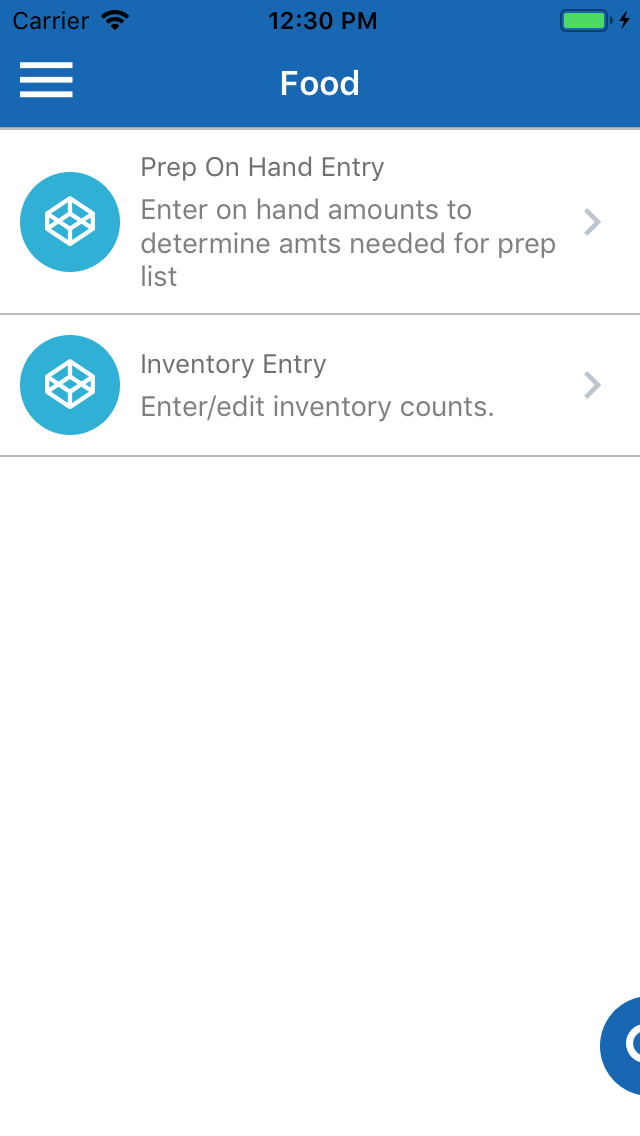 Carrier 12:30 PM
Food
Prep On Hand Entry
Enter on hand amounts to
determine amts needed for prep
list
Inventory Entry
Enter/edit inventory counts.